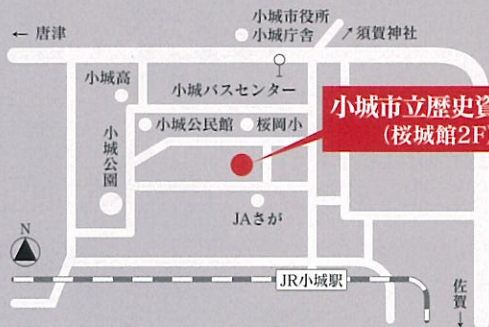 ← 唐津
小城市役所
小城庁舎
↗須賀神社
小城高
小城バスセンター
小城公民館
桜岡小
小城市立歴史資
(桜城館2F)
小城公園
JAさが
N
JR小城駅
佐賀↓